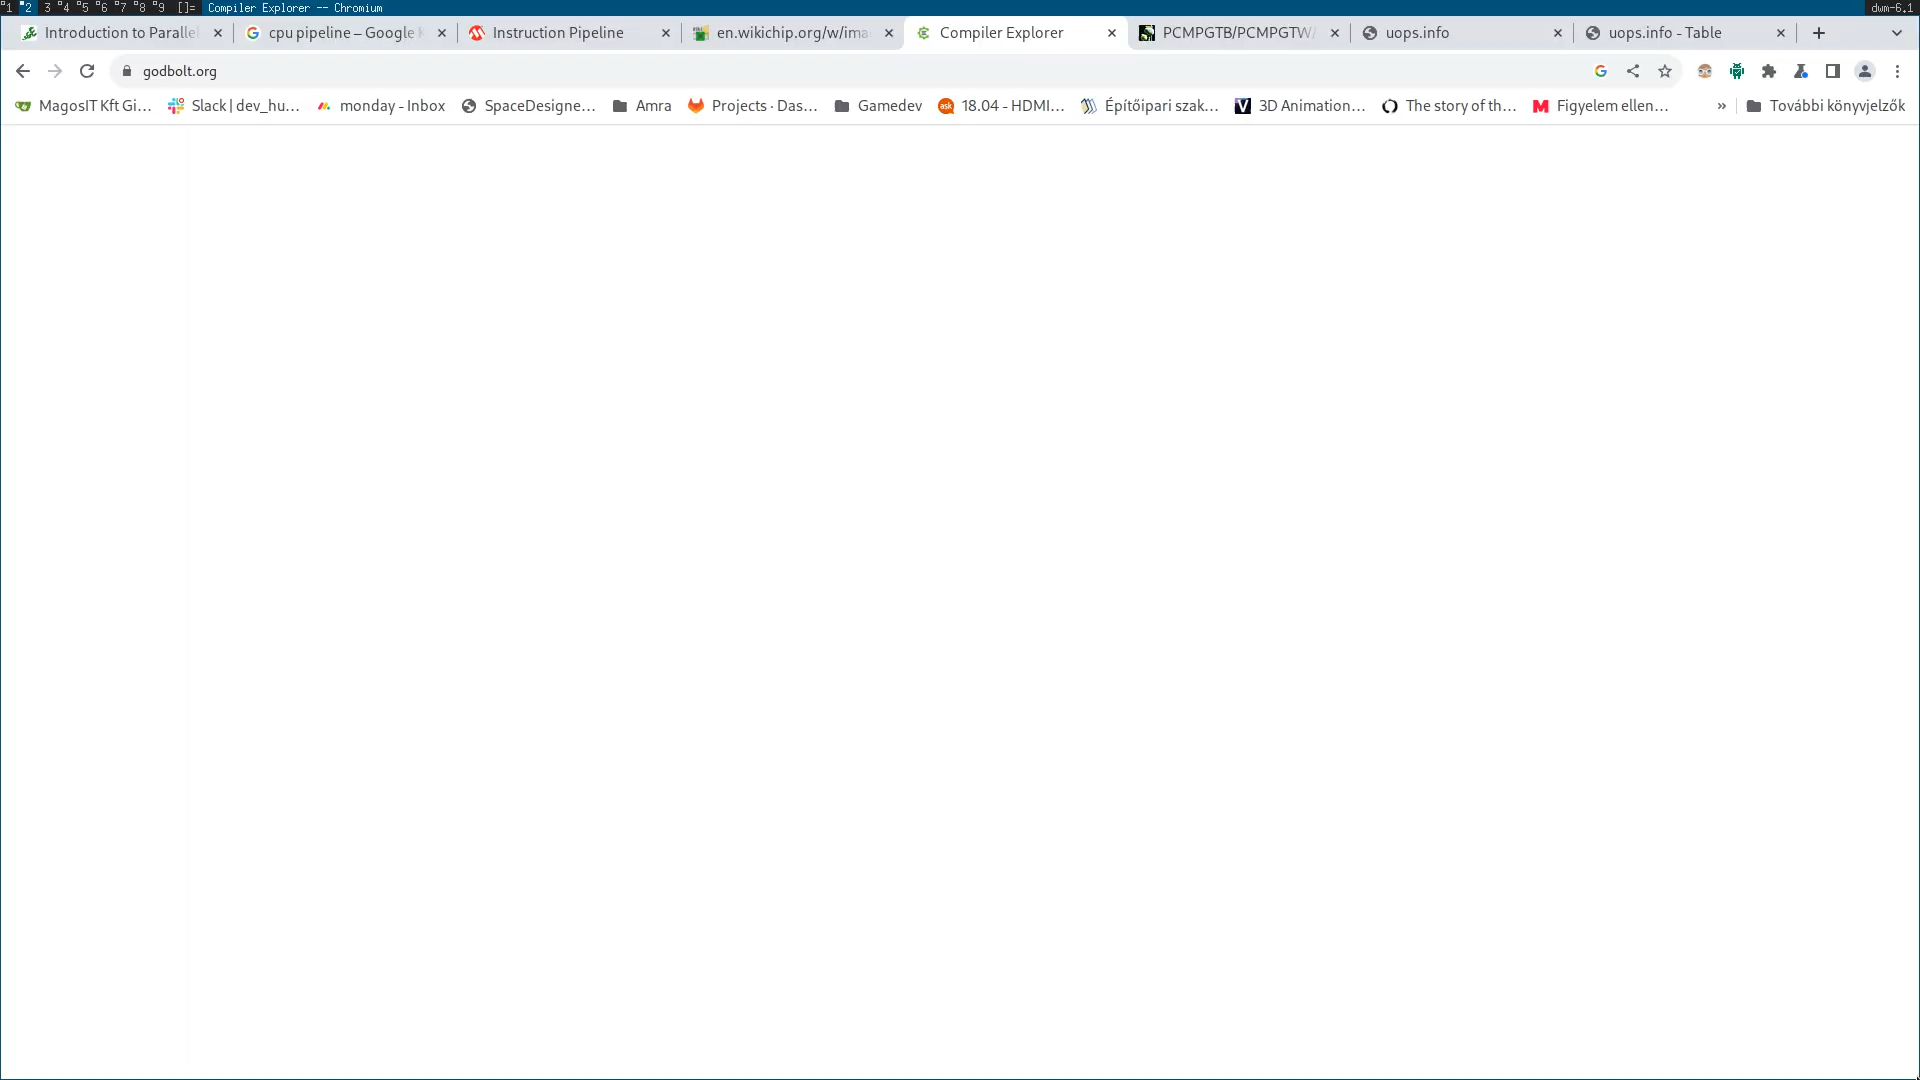 1 2 3 4 5 6 7 8 9 []= Compiler Explorer -- Chromium dwm-6.1
Introduction to Paralle cpu pipeline – Google Instruction Pipeline en.wikichip.org/w/ima Compiler Explorer PCMPGTB/PCMPGTW/ uops.info uops.info - Table
godbolt.org
MagosIT Kft Gi... Slack | dev_hu... monday - Inbox SpaceDesigne... Amra Projects · Das... Gamedev ask 18.04 - HDMI... Építőipari szak... 3D Animation... The story of th... Figyelem ellen... » További könyvjelzők